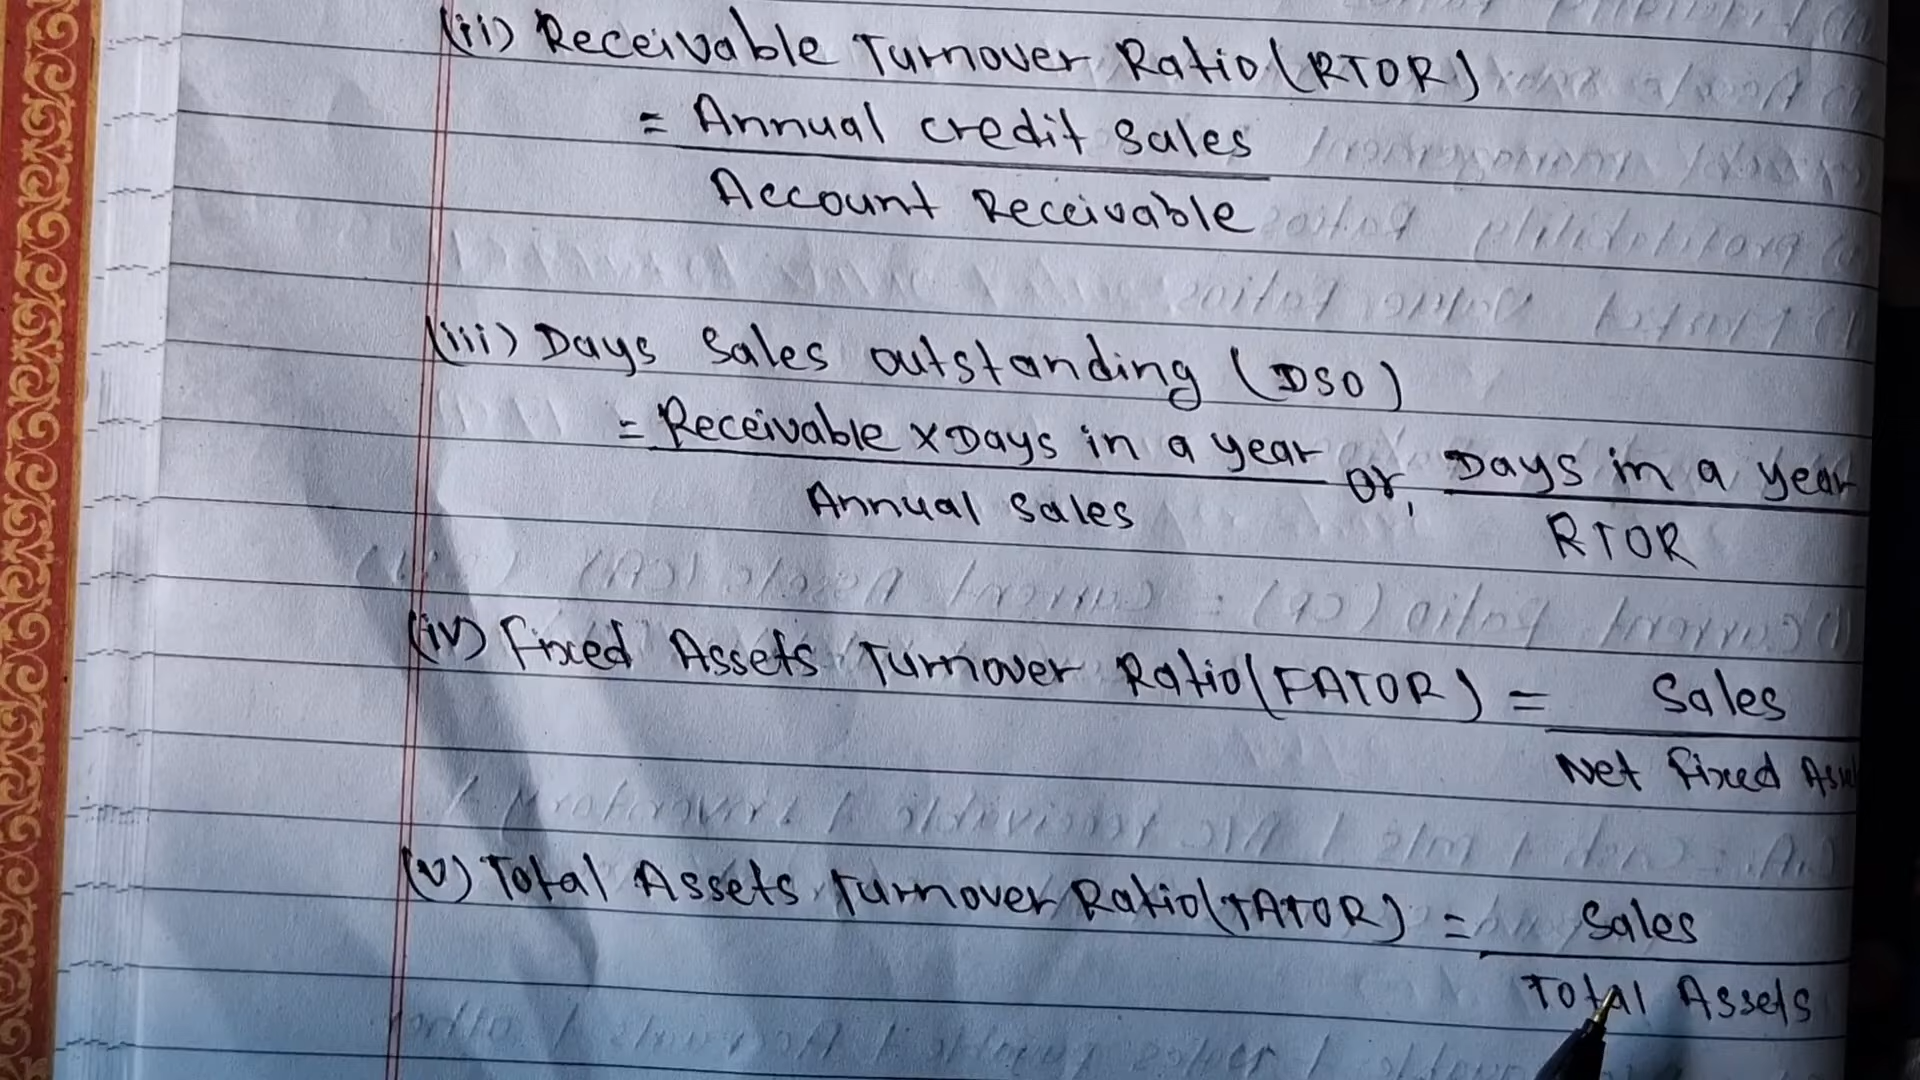 (ii) Receivable Turnover Ratio (RTOR)
= Annual credit sales
Account Receivable
(iii) Days Sales outstanding (DSO)
= Receivable X Days in a year or, Days in a year
Annual Sales RTOR
(iv) Fixed Assets Turnover Ratio (FATOR) = Sales
Net fixed
(v) Total Assets Turnover Ratio (TATOR) = Sales
Total Assets